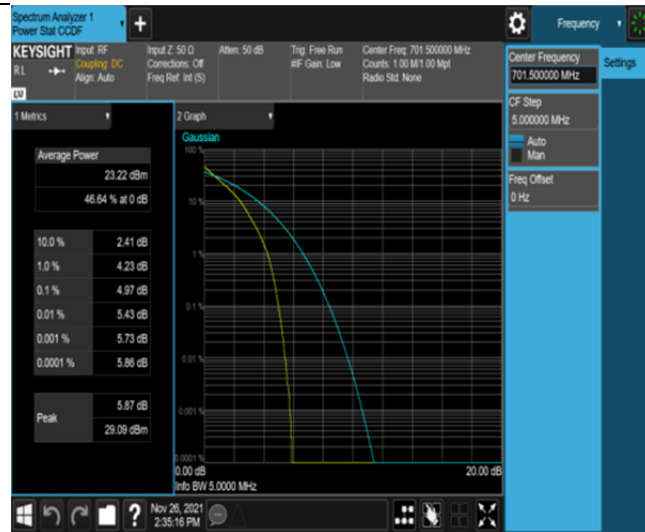 Spectrum Analyzer 1
Power Stat CCDF
Frequency
KEYSIGHT
RL
LXI
Input: RF
Coupling: DC
Align: Auto
Input Z: 50 Ω
Corrections: Off
Freq Ref: Int (S)
Atten: 50 dB
Trig: Free Run
#IF Gain: Low
Center Freq: 701.500000 MHz
Counts: 1.00 M/1.00 Mpt
Radio Std: None
Center Frequency
701.500000 MHz
Settings
CF Step
5.000000 MHz
Auto
Man
Freq Offset
0 Hz
1 Metrics
Average Power
23.22 dBm
46.64 % at 0 dB
10.0 % 2.41 dB
1.0 % 4.23 dB
0.1 % 4.97 dB
0.01 % 5.43 dB
0.001 % 5.73 dB
0.0001 % 5.86 dB
Peak
5.87 dB
29.09 dBm
2 Graph
Gaussian
100 %
10 %
1 %
0.1 %
0.01 %
0.001 %
0.0001 %
0.00 dB 20.00 dB
Info BW 5.0000 MHz
Nov 26, 2021
2:35:16 PM